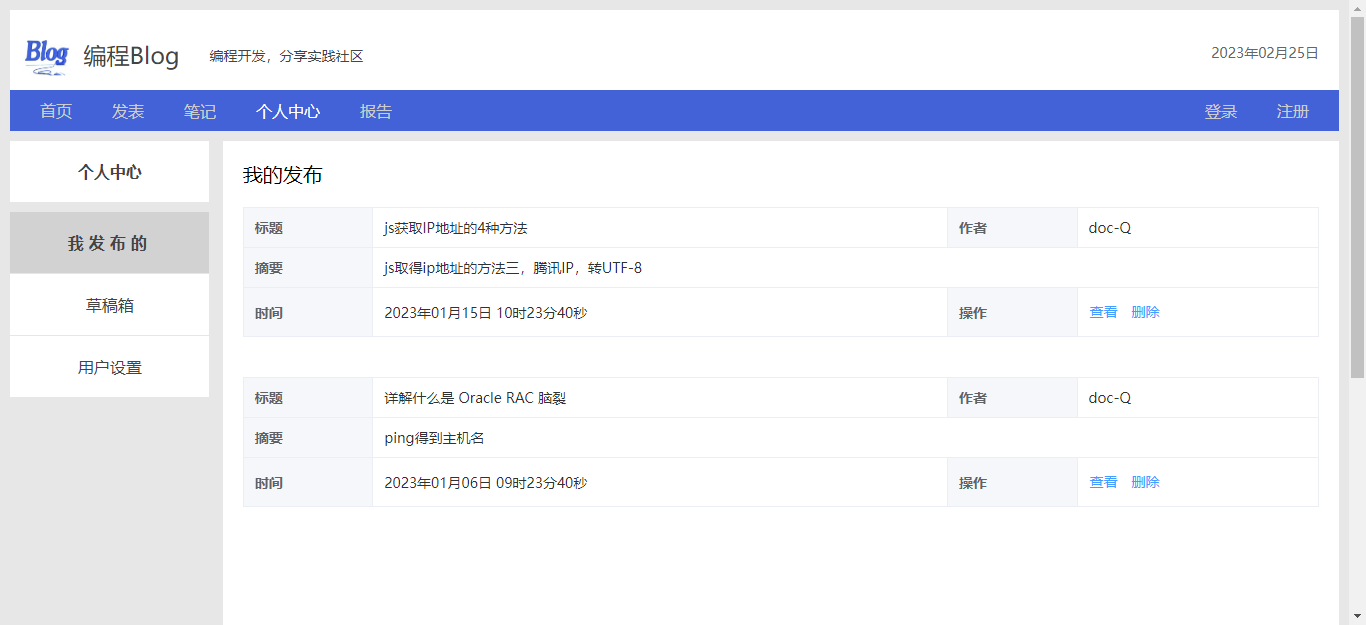 Blog 编程Blog 编程开发，分享实践社区 2023年02月25日
首页 发表 笔记 个人中心 报告 登录 注册
个人中心
我 发 布 的
草稿箱
用户设置
我的发布
标题 js获取IP地址的4种方法 作者 doc-Q
摘要 js取得ip地址的方法三，腾讯IP，转UTF-8
时间 2023年01月15日 10时23分40秒 操作 查看 删除
标题 详解什么是 Oracle RAC 脑裂 作者 doc-Q
摘要 ping得到主机名
时间 2023年01月06日 09时23分40秒 操作 查看 删除